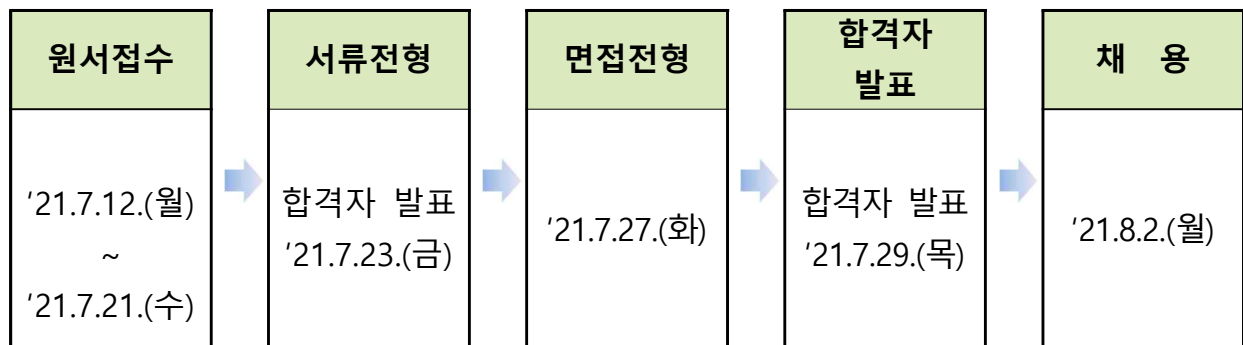 원서접수
'21.7.12.(월)
~
'21.7.21.(수)
서류전형
합격자 발표
'21.7.23.(금)
면접전형
'21.7.27.(화)
합격자
발표
합격자 발표
'21.7.29.(목)
채 용
'21.8.2.(월)